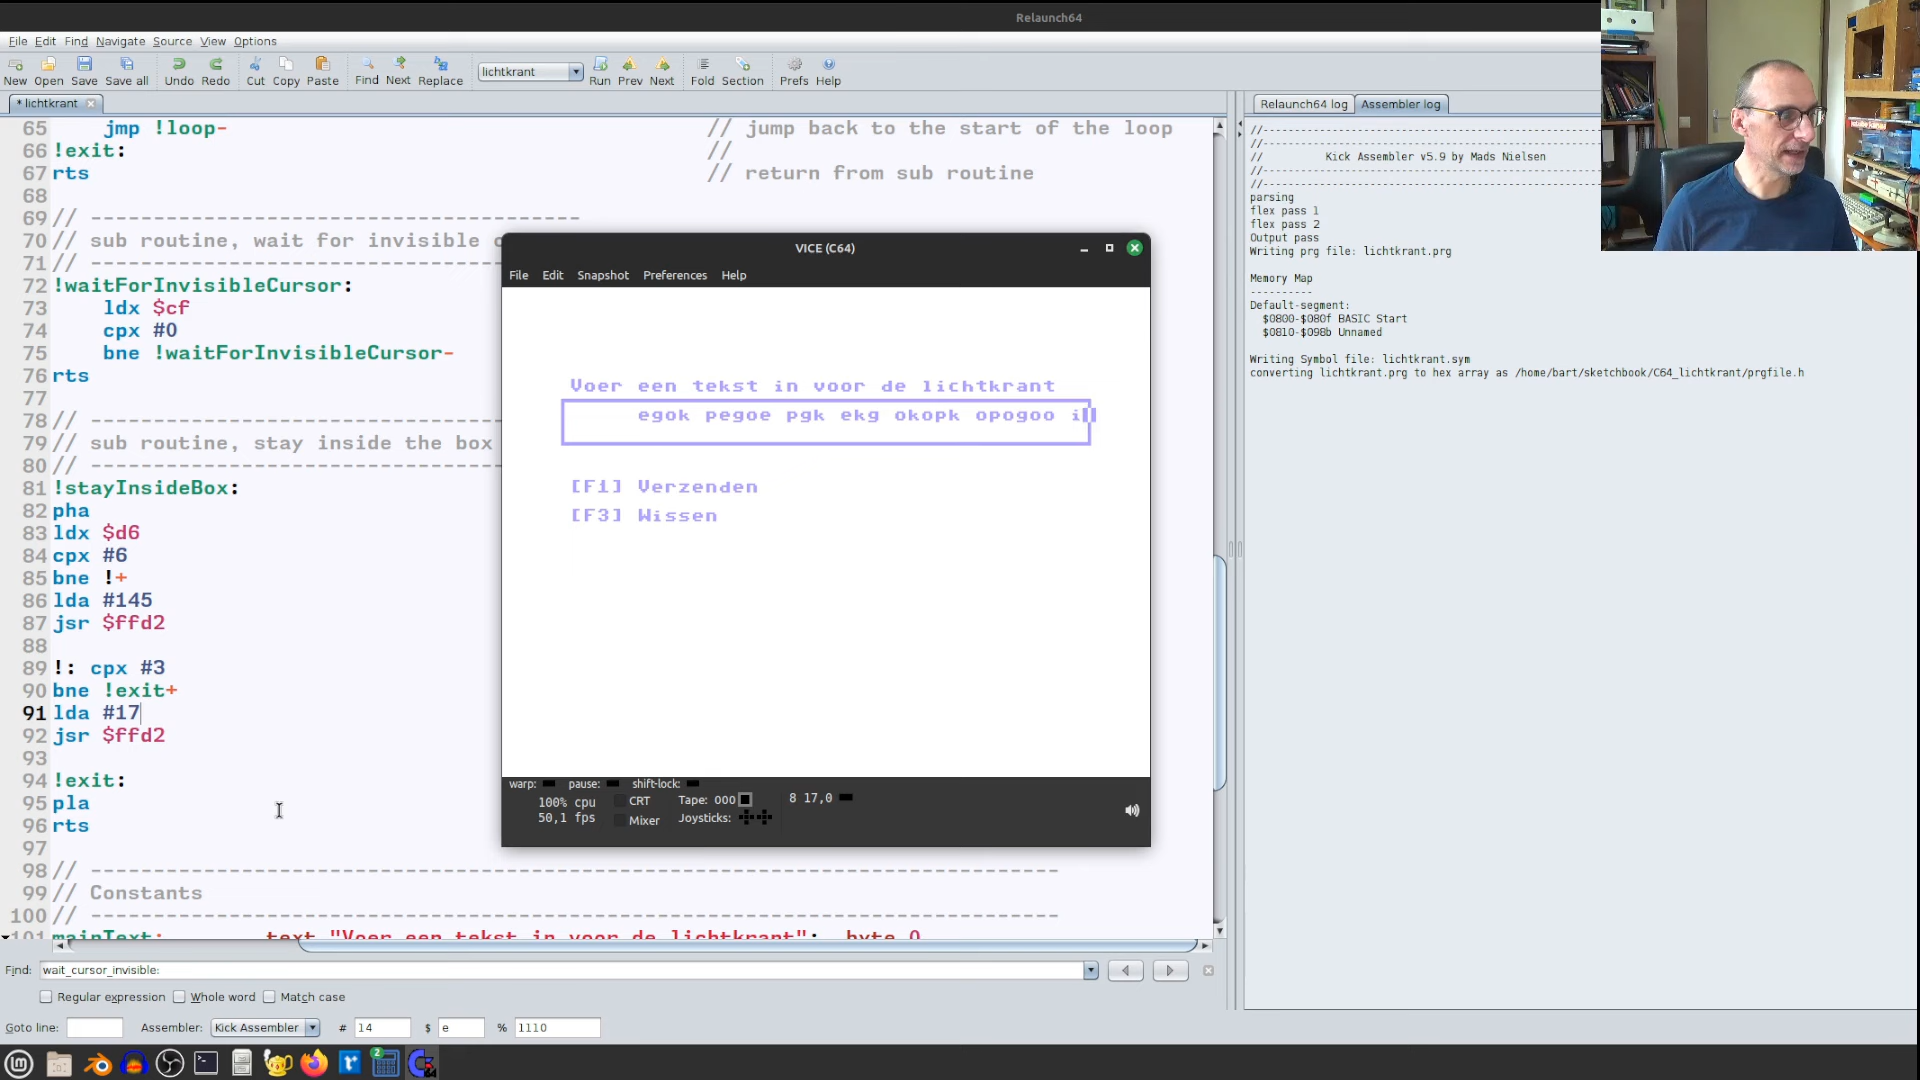 Relaunch64
File Edit Find Navigate Source View Options
New Open Save Save all Undo Redo Cut Copy Paste Find Next Replace lichtkrant Run Prev Next Fold Section Prefs Help
* lichtkrant
65 jmp !loop- // jump back to the start of the loop
66 !exit: //
67 rts // return from sub routine
68
69 // ---------------------------------------
70 // sub routine, wait for invisible c
71 // ---------------------------------
72 !waitForInvisibleCursor:
73 ldx $cf
74 cpx #0
75 bne !waitForInvisibleCursor-
76 rts
77
78 // ---------------------------------
79 // sub routine, stay inside the box
80 // ---------------------------------
81 !stayInsideBox:
82 pha
83 ldx $d6
84 cpx #6
85 bne !+
86 lda #145
87 jsr $ffd2
88
89 !: cpx #3
90 bne !exit+
91 lda #17
92 jsr $ffd2
93
94 !exit:
95 pla
96 rts
97
98 // -----------------------------------------------------------------------------
99 // Constants
100 // -----------------------------------------------------------------------------
101 mainText: .text "Voer een tekst in voor de lichtkrant"; .byte 0
VICE (C64)
File Edit Snapshot Preferences Help
Voer een tekst in voor de lichtkrant
egok pegoe pgk ekg okopk opogoo i
[F1] Verzenden
[F3] Wissen
warp: pause: shift-lock:
100% cpu CRT Tape: 000 8 17,0
50,1 fps Mixer Joysticks:
Relaunch64 log Assembler log
//------------------------------------------------------
//------------------------------------------------------
// Kick Assembler v5.9 by Mads Nielsen
//------------------------------------------------------
//------------------------------------------------------
parsing
flex pass 1
flex pass 2
Output pass
Writing prg file: lichtkrant.prg
Memory Map
----------
Default-segment:
$0800-$080f BASIC Start
$0810-$098b Unnamed
Writing Symbol file: lichtkrant.sym
converting lichtkrant.prg to hex array as /home/bart/sketchbook/C64_lichtkrant/prgfile.h
Find: wait_cursor_invisible:
Regular expression Whole word Match case
Goto line: Assembler: Kick Assembler # 14 $ e % 1110
2